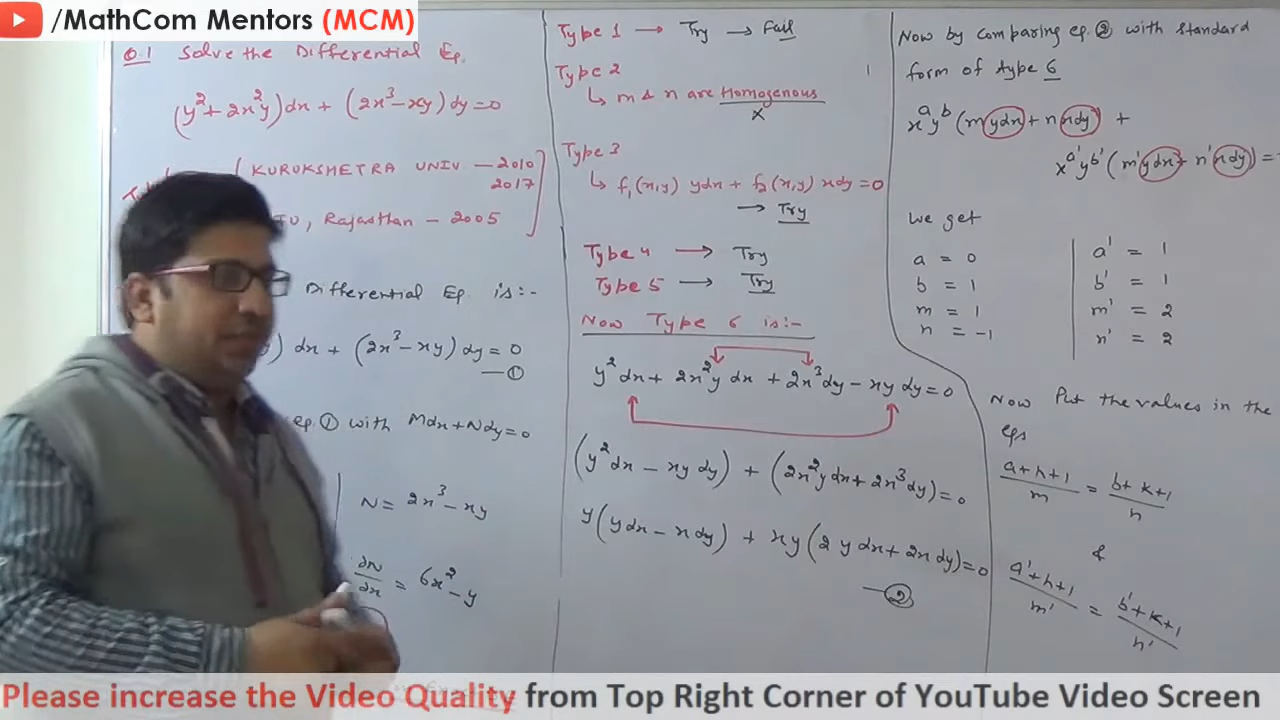 /MathCom Mentors (MCM)
Q.1 Solve the Differential Eq.
(y²+2x²y)dx + (2x³-xy)dy=0
(KURUKSHETRA UNIV - 2010
2017
, Rajasthan - 2005
Differential Eq. is:-
) dx + (2x³-xy) dy=0
—①
eq. ① with Mdx+Ndy=0
N= 2x³-xy
∂N/∂x = 6x²-y
Type 1 → Try → Fail
Type 2
↳ m & n are Homogenous
x
Type 3
↳ f₁(x,y) ydx + f₂(x,y) xdy=0
→ Try
Type 4 → Try
Type 5 → Try
Now Type 6 is:-
y²dx + 2x²y dx + 2x³dy - xy dy=0
(y²dx - xy dy) + (2x²y dx + 2x³dy)=0
y(ydx - xdy) + xy(2 y dx + 2x dy)=0
—②
Now by comparing eq. ② with standard
form of type 6
xᵃyᵇ(mydx + nxdy) +
xᵃ'yᵇ'(m'ydx + n'xdy)=
we get
a = 0
b = 1
m = 1
n = -1
a' = 1
b' = 1
m' = 2
n' = 2
Now Put the values in the
eqs
(a+h+1)/m = (b+k+1)/n
&
(a'+h+1)/m' = (b'+k+1)/n'
Please increase the Video Quality from Top Right Corner of YouTube Video Screen